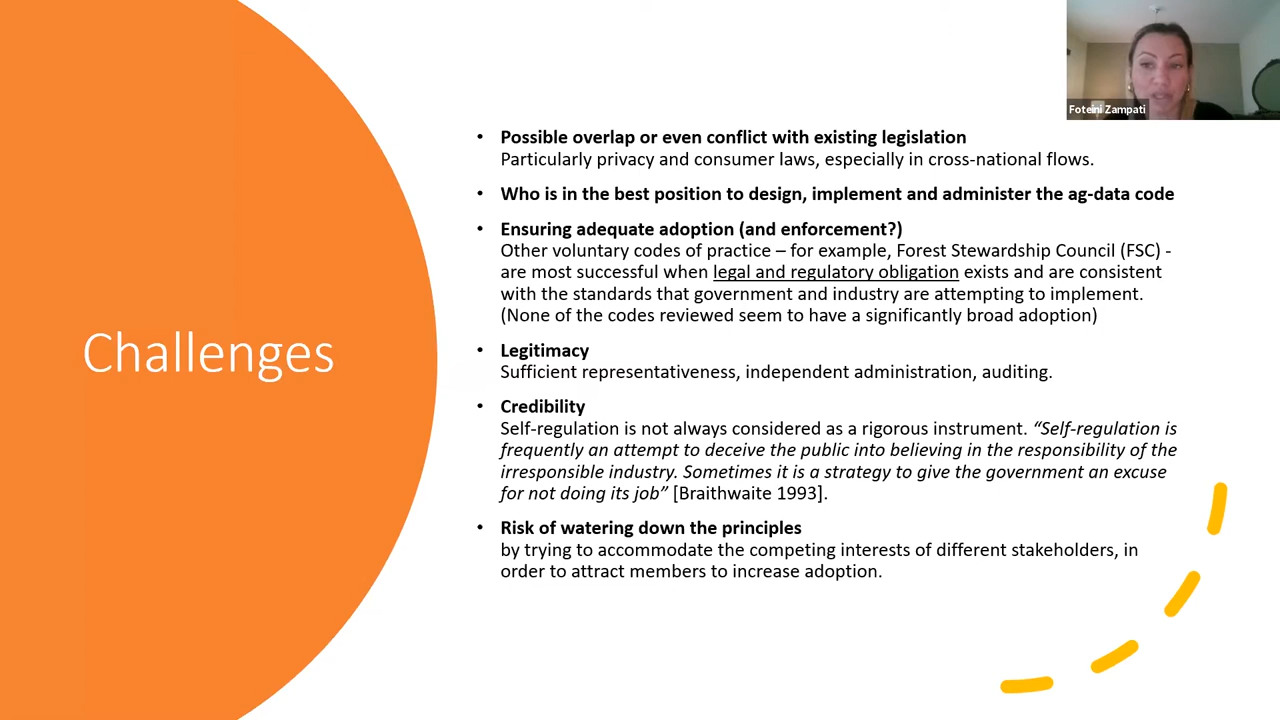 Foteini Zampati
Challenges
• Possible overlap or even conflict with existing legislation
Particularly privacy and consumer laws, especially in cross-national flows.
• Who is in the best position to design, implement and administer the ag-data code
• Ensuring adequate adoption (and enforcement?)
Other voluntary codes of practice – for example, Forest Stewardship Council (FSC) -
are most successful when legal and regulatory obligation exists and are consistent
with the standards that government and industry are attempting to implement.
(None of the codes reviewed seem to have a significantly broad adoption)
• Legitimacy
Sufficient representativeness, independent administration, auditing.
• Credibility
Self-regulation is not always considered as a rigorous instrument. “Self-regulation is
frequently an attempt to deceive the public into believing in the responsibility of the
irresponsible industry. Sometimes it is a strategy to give the government an excuse
for not doing its job” [Braithwaite 1993].
• Risk of watering down the principles
by trying to accommodate the competing interests of different stakeholders, in
order to attract members to increase adoption.